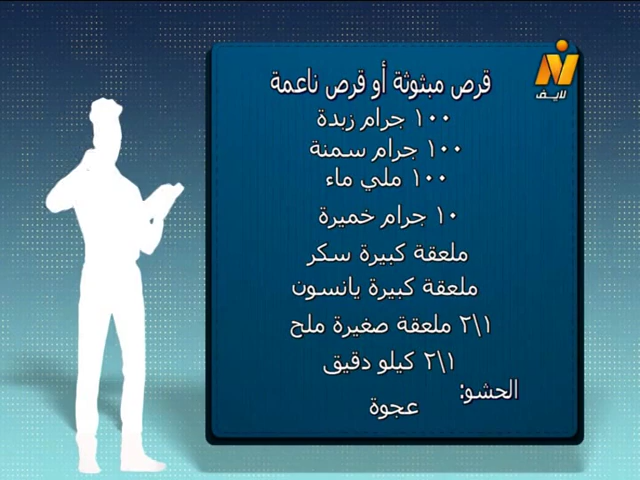 قرص مبثوثة أو قرص ناعمة
لايف
١٠٠ جرام زبدة
١٠٠ جرام سمنة
١٠٠ ملي ماء
١٠ جرام خميرة
ملعقة كبيرة سكر
ملعقة كبيرة يانسون
١\٢ ملعقة صغيرة ملح
١\٢ كيلو دقيق
الحشو:
عجوة